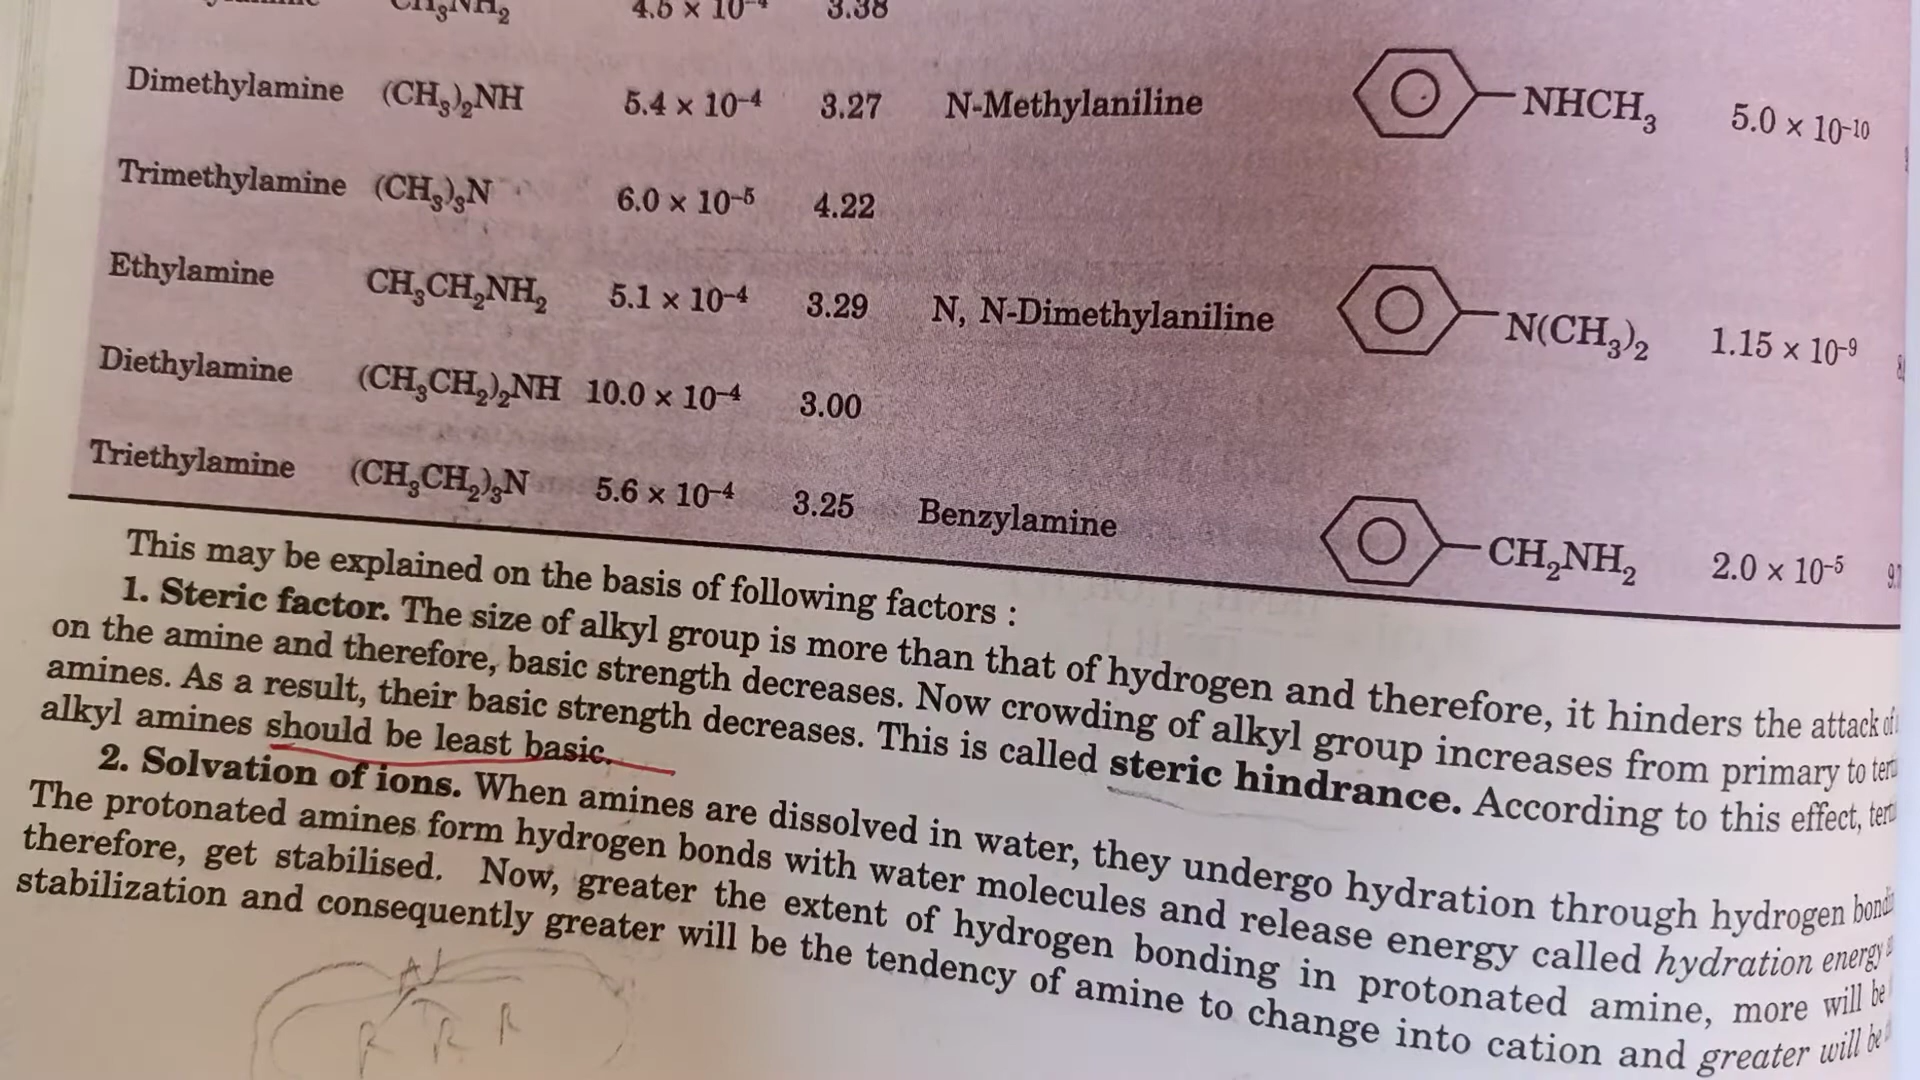 CH₃NH₂ 4.5 × 10⁻⁴ 3.38
Dimethylamine (CH₃)₂NH 5.4 × 10⁻⁴ 3.27 N-Methylaniline –NHCH₃ 5.0 × 10⁻¹⁰
Trimethylamine (CH₃)₃N 6.0 × 10⁻⁵ 4.22
Ethylamine CH₃CH₂NH₂ 5.1 × 10⁻⁴ 3.29 N, N-Dimethylaniline –N(CH₃)₂ 1.15 × 10⁻⁹
Diethylamine (CH₃CH₂)₂NH 10.0 × 10⁻⁴ 3.00
Triethylamine (CH₃CH₂)₃N 5.6 × 10⁻⁴ 3.25 Benzylamine –CH₂NH₂ 2.0 × 10⁻⁵
This may be explained on the basis of following factors :
1. Steric factor. The size of alkyl group is more than that of hydrogen and therefore, it hinders the attack of
on the amine and therefore, basic strength decreases. Now crowding of alkyl group increases from primary to
amines. As a result, their basic strength decreases. This is called steric hindrance. According to this effect,
alkyl amines should be least basic.
2. Solvation of ions. When amines are dissolved in water, they undergo hydration through hydrogen
The protonated amines form hydrogen bonds with water molecules and release energy called hydration energy
therefore, get stabilised. Now, greater the extent of hydrogen bonding in protonated amine, more will be
stabilization and consequently greater will be the tendency of amine to change into cation and greater will be
R R R